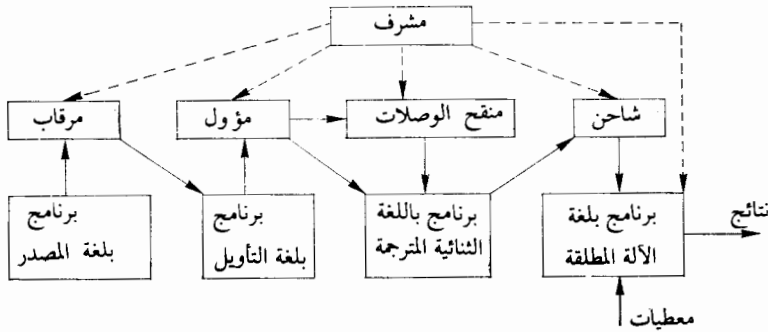 مشرف
شاحن
منقح الوصلات
مؤول
مرقاب
برنامج بلغة
الآلة المطلقة
برنامج باللغة
الثنائية المترجمة
برنامج
بلغة التأويل
برنامج
بلغة المصدر
نتائج
معطيات